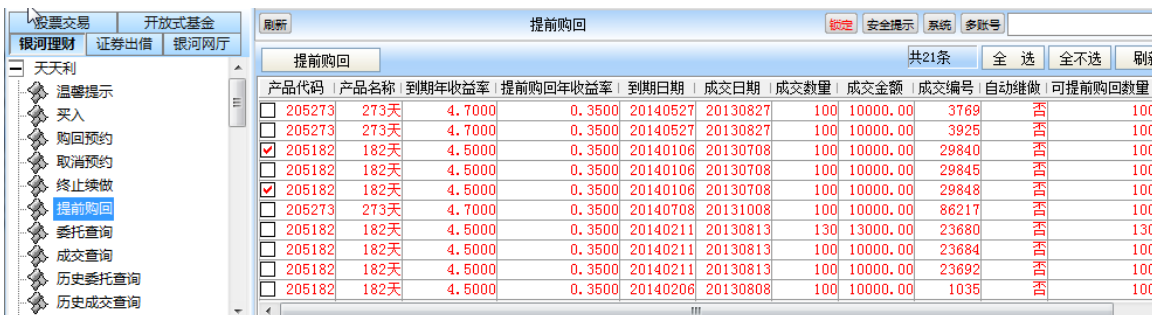 股票交易 开放式基金
银河理财 证券出借 银河网厅
天天利
温馨提示
买入
购回预约
取消预约
终止续做
提前购回
委托查询
成交查询
历史委托查询
历史成交查询
刷新 提前购回 锁定 安全提示 系统 多账号
提前购回 共21条 全 选 全不选 刷新
产品代码 产品名称 到期年收益率 提前购回年收益率 到期日期 成交日期 成交数量 成交金额 成交编号 自动继做 可提前购回数量
205273 273天 4.7000 0.3500 20140527 20130827 100 10000.00 3769 否 100
205273 273天 4.7000 0.3500 20140527 20130827 100 10000.00 3925 否 100
205182 182天 4.5000 0.3500 20140106 20130708 100 10000.00 29840 否 100
205182 182天 4.5000 0.3500 20140106 20130708 100 10000.00 29845 否 100
205182 182天 4.5000 0.3500 20140106 20130708 100 10000.00 29848 否 100
205273 273天 4.7000 0.3500 20140708 20131008 100 10000.00 86217 否 100
205182 182天 4.5000 0.3500 20140211 20130813 130 13000.00 23680 否 130
205182 182天 4.5000 0.3500 20140211 20130813 100 10000.00 23684 否 100
205182 182天 4.5000 0.3500 20140211 20130813 100 10000.00 23692 否 100
205182 182天 4.5000 0.3500 20140206 20130808 100 10000.00 1035 否 100